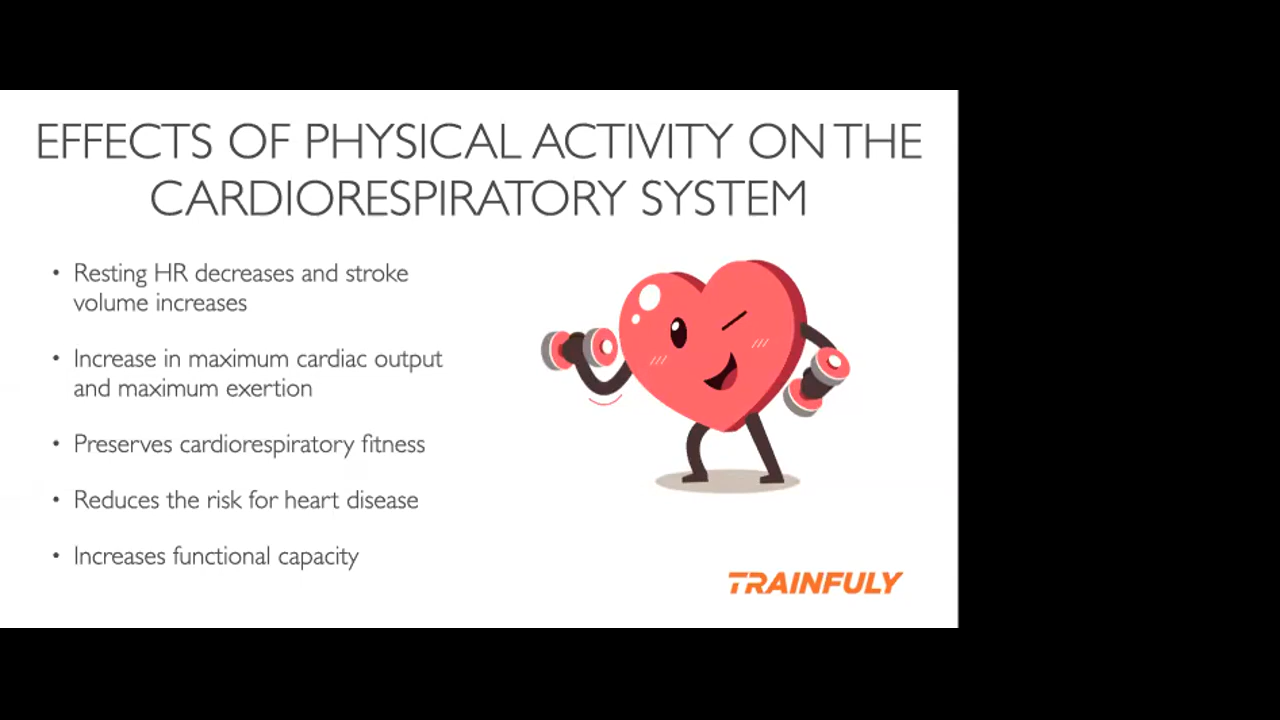 EFFECTS OF PHYSICAL ACTIVITY ON THE
CARDIORESPIRATORY SYSTEM
• Resting HR decreases and stroke
volume increases
• Increase in maximum cardiac output
and maximum exertion
• Preserves cardiorespiratory fitness
• Reduces the risk for heart disease
• Increases functional capacity
TRAINFULY